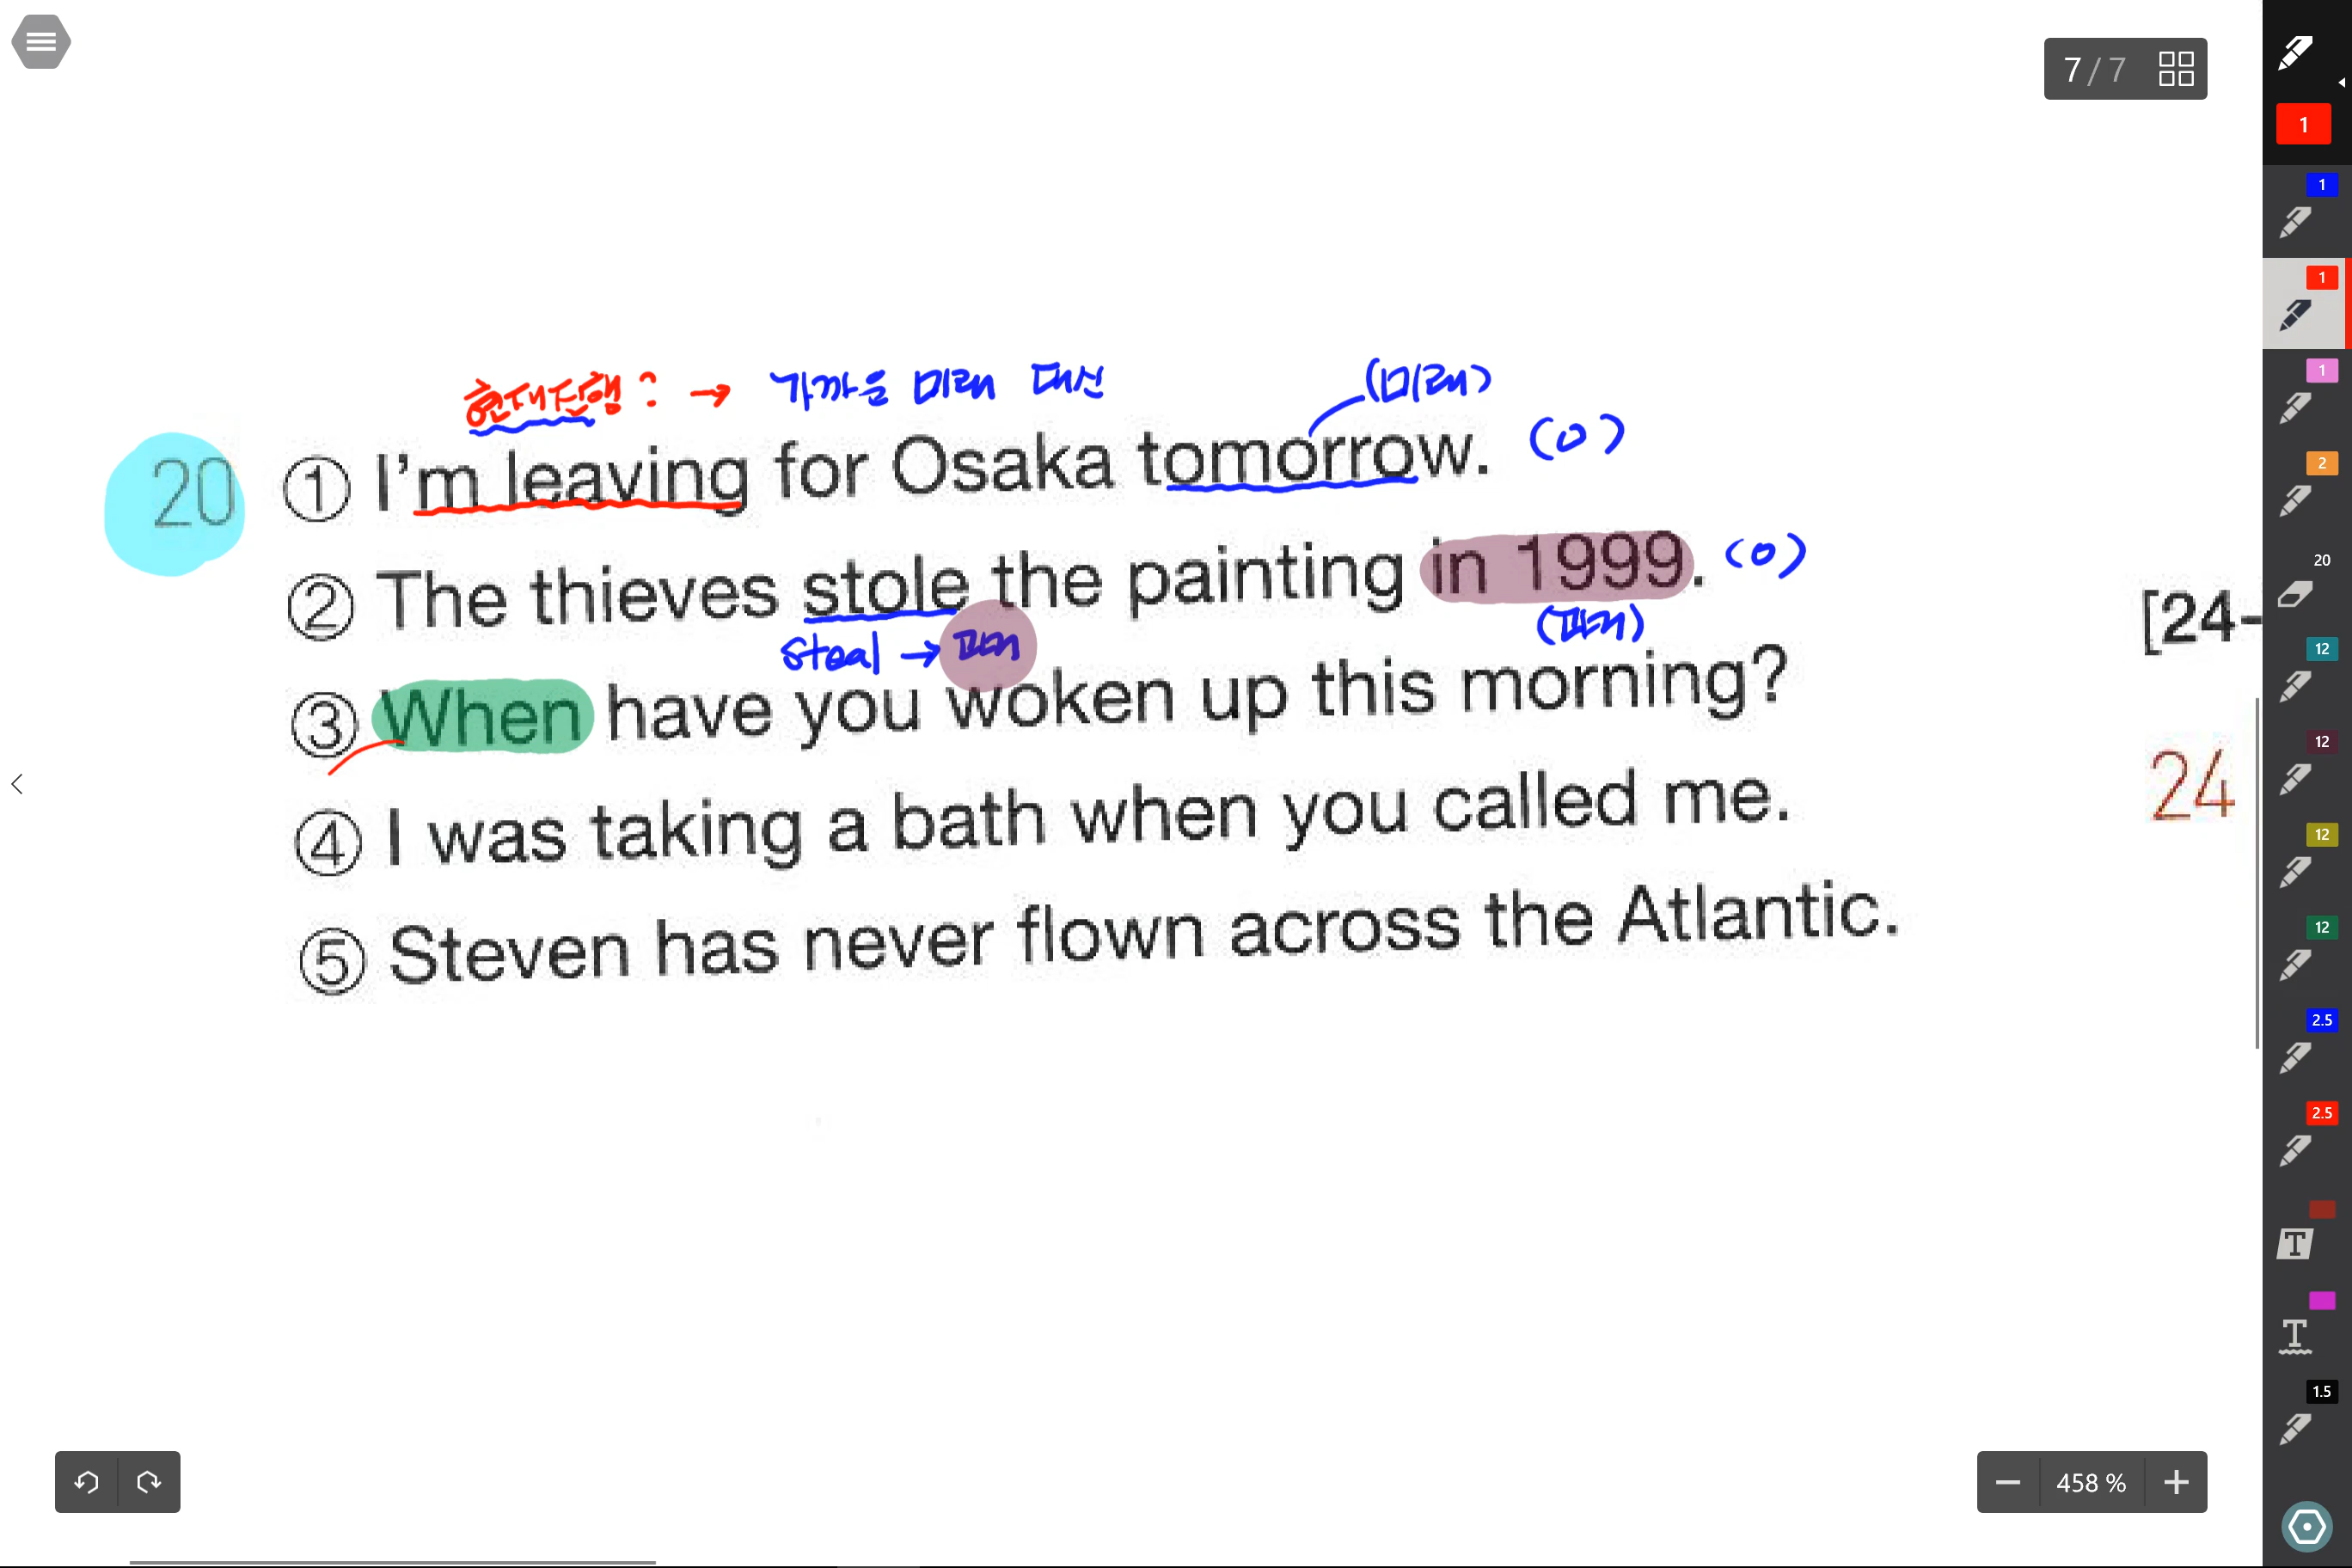 7/7
1
1
1
현재진행? → 가까운 미래 대신
(미래)
1
20 ① I'm leaving for Osaka tomorrow. (o)
2
② The thieves stole the painting in 1999. (o)
20
steal → 과거
(과거)
[24-
12
③ When have you woken up this morning?
12
④ I was taking a bath when you called me.
24
12
⑤ Steven has never flown across the Atlantic.
12
2.5
2.5
T
T
1.5
458 %